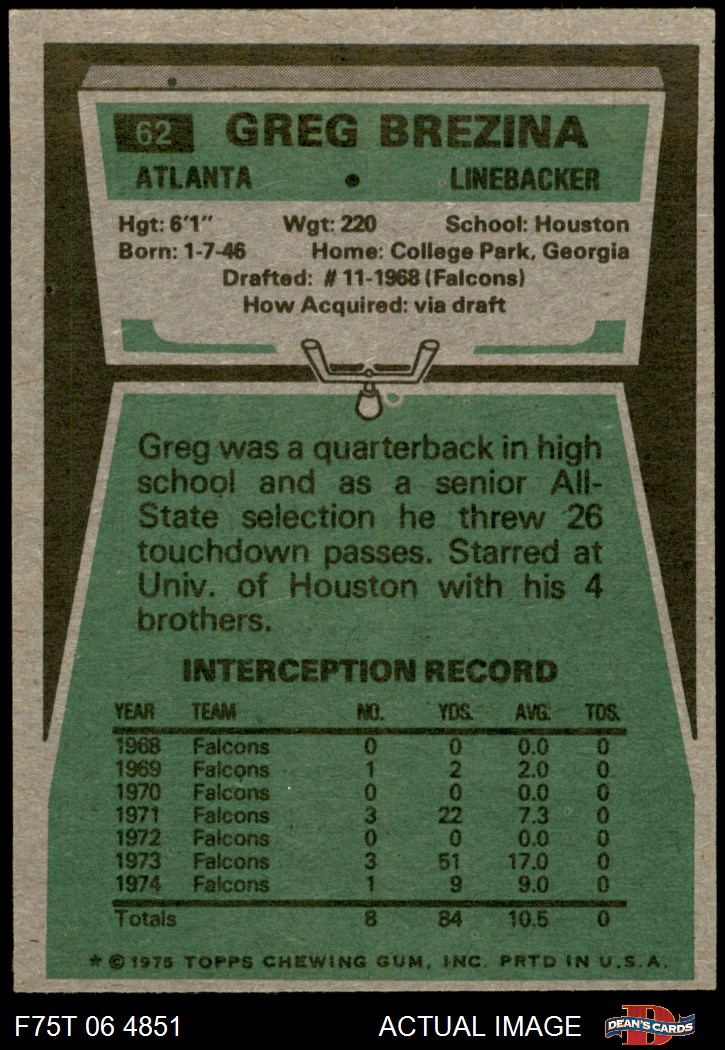 62 GREG BREZINA
ATLANTA • LINEBACKER
Hgt: 6'1" Wgt: 220 School: Houston
Born: 1-7-46 Home: College Park, Georgia
Drafted: # 11-1968 (Falcons)
How Acquired: via draft
Greg was a quarterback in high
school and as a senior All-
State selection he threw 26
touchdown passes. Starred at
Univ. of Houston with his 4
brothers.
INTERCEPTION RECORD
YEAR TEAM NO. YDS. AVG. TDS.
1968 Falcons 0 0 0.0 0
1969 Falcons 1 2 2.0 0
1970 Falcons 0 0 0.0 0
1971 Falcons 3 22 7.3 0
1972 Falcons 0 0 0.0 0
1973 Falcons 3 51 17.0 0
1974 Falcons 1 9 9.0 0
Totals 8 84 10.5 0
* © 1975 TOPPS CHEWING GUM, INC. PRTD IN U.S.A.
F75T 06 4851 ACTUAL IMAGE D DEAN'S CARDS